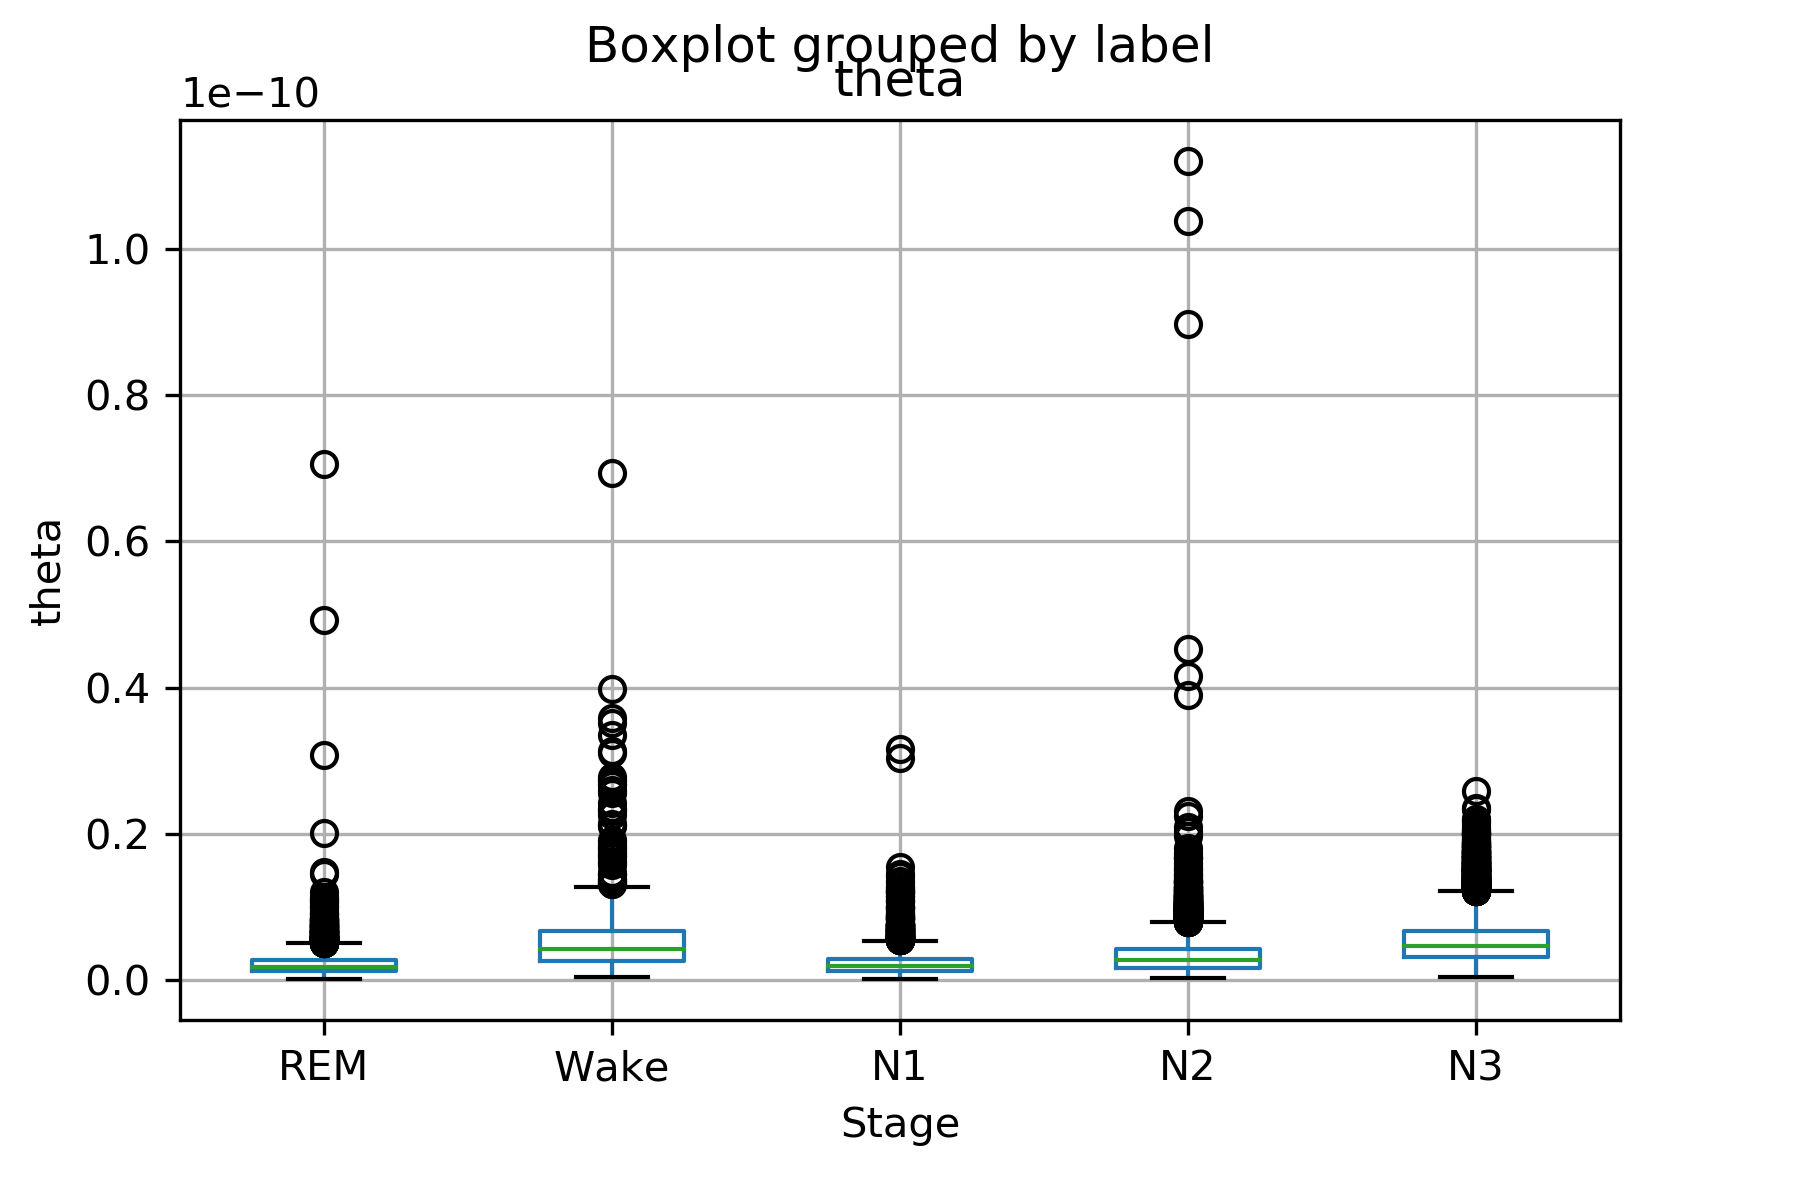 Boxplot grouped by label
theta
1e−10
1.0
0.8
0.6
0.4
0.2
0.0
theta
REM Wake N1 N2 N3
Stage